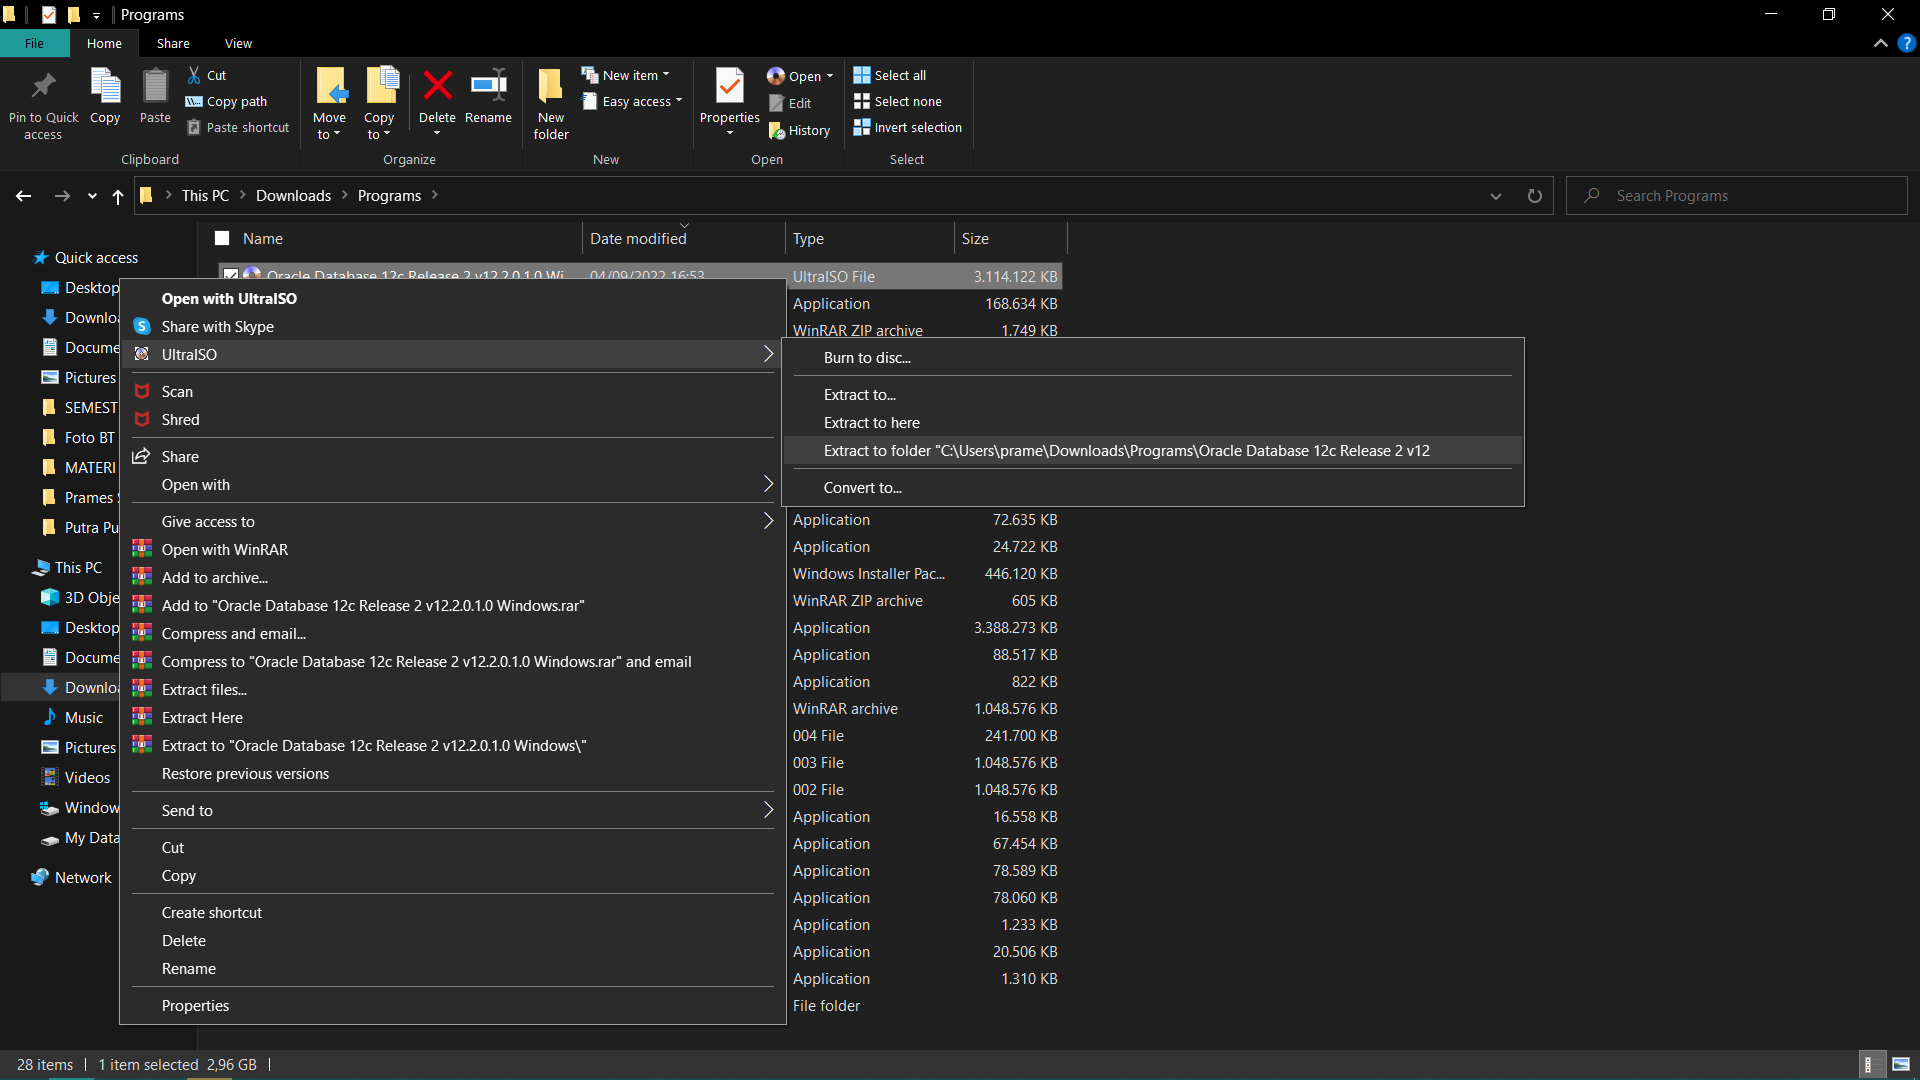 Programs
File
Home
Share
View
Pin to Quick access
Copy
Paste
Cut
Copy path
Paste shortcut
Clipboard
Move to
Copy to
Delete
Rename
Organize
New folder
New item
Easy access
New
Properties
Open
Edit
History
Open
Select all
Select none
Invert selection
Select
This PC > Downloads > Programs >
Search Programs
Name
Date modified
Type
Size
Quick access
Desktop
Downlo
Docume
Pictures
SEMEST
Foto BT
MATERI
Prames S
Putra Pu
This PC
3D Obje
Desktop
Docume
Downloa
Music
Pictures
Videos
Window
My Data
Network
Oracle Database 12c Release 2 v12.2.0.1.0 Wi... 04/09/2022 16:53 UltraISO File 3.114.122 KB
Application 168.634 KB
WinRAR ZIP archive 1.749 KB
Open with UltraISO
Share with Skype
UltraISO
Scan
Shred
Share
Open with
Give access to
Open with WinRAR
Add to archive...
Add to "Oracle Database 12c Release 2 v12.2.0.1.0 Windows.rar"
Compress and email...
Compress to "Oracle Database 12c Release 2 v12.2.0.1.0 Windows.rar" and email
Extract files...
Extract Here
Extract to "Oracle Database 12c Release 2 v12.2.0.1.0 Windows\"
Restore previous versions
Send to
Cut
Copy
Create shortcut
Delete
Rename
Properties
Burn to disc...
Extract to...
Extract to here
Extract to folder "C:\Users\prame\Downloads\Programs\Oracle Database 12c Release 2 v12
Convert to...
Application 72.635 KB
Application 24.722 KB
Windows Installer Pac... 446.120 KB
WinRAR ZIP archive 605 KB
Application 3.388.273 KB
Application 88.517 KB
Application 822 KB
WinRAR archive 1.048.576 KB
004 File 241.700 KB
003 File 1.048.576 KB
002 File 1.048.576 KB
Application 16.558 KB
Application 67.454 KB
Application 78.589 KB
Application 78.060 KB
Application 1.233 KB
Application 20.506 KB
Application 1.310 KB
File folder
28 items
1 item selected 2,96 GB